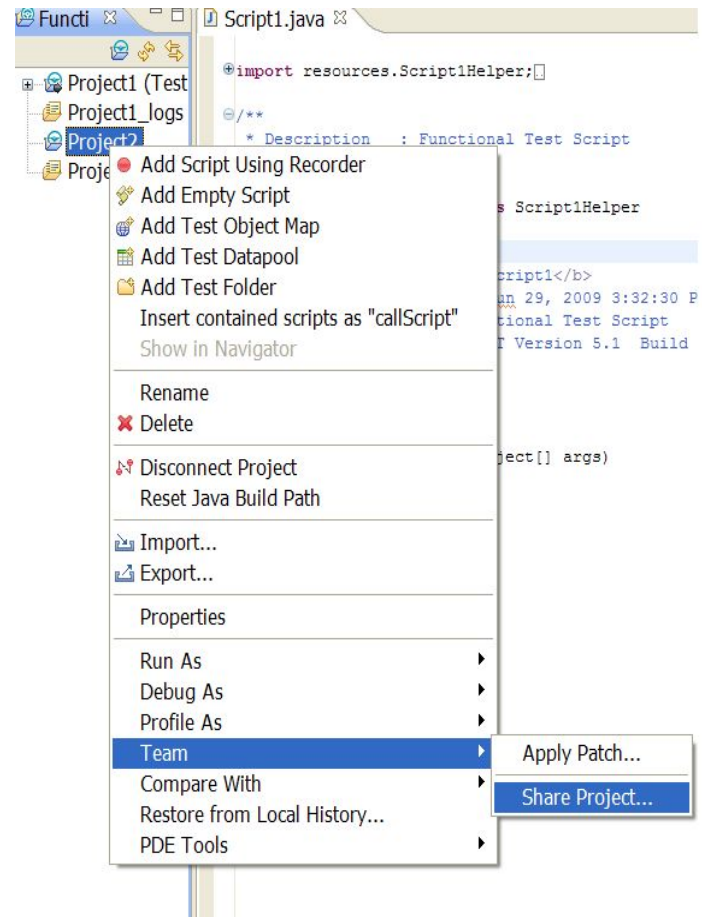 Functi
Script1.java
Project1 (Test
Project1_logs
Project2
Proje
import resources.Script1Helper;
/**
* Description : Functional Test Script
s Script1Helper
cript1</b>
un 29, 2009 3:32:30 P
tional Test Script
T Version 5.1 Build
ject[] args)
Add Script Using Recorder
Add Empty Script
Add Test Object Map
Add Test Datapool
Add Test Folder
Insert contained scripts as "callScript"
Show in Navigator
Rename
Delete
Disconnect Project
Reset Java Build Path
Import...
Export...
Properties
Run As
Debug As
Profile As
Team
Compare With
Restore from Local History...
PDE Tools
Apply Patch...
Share Project...